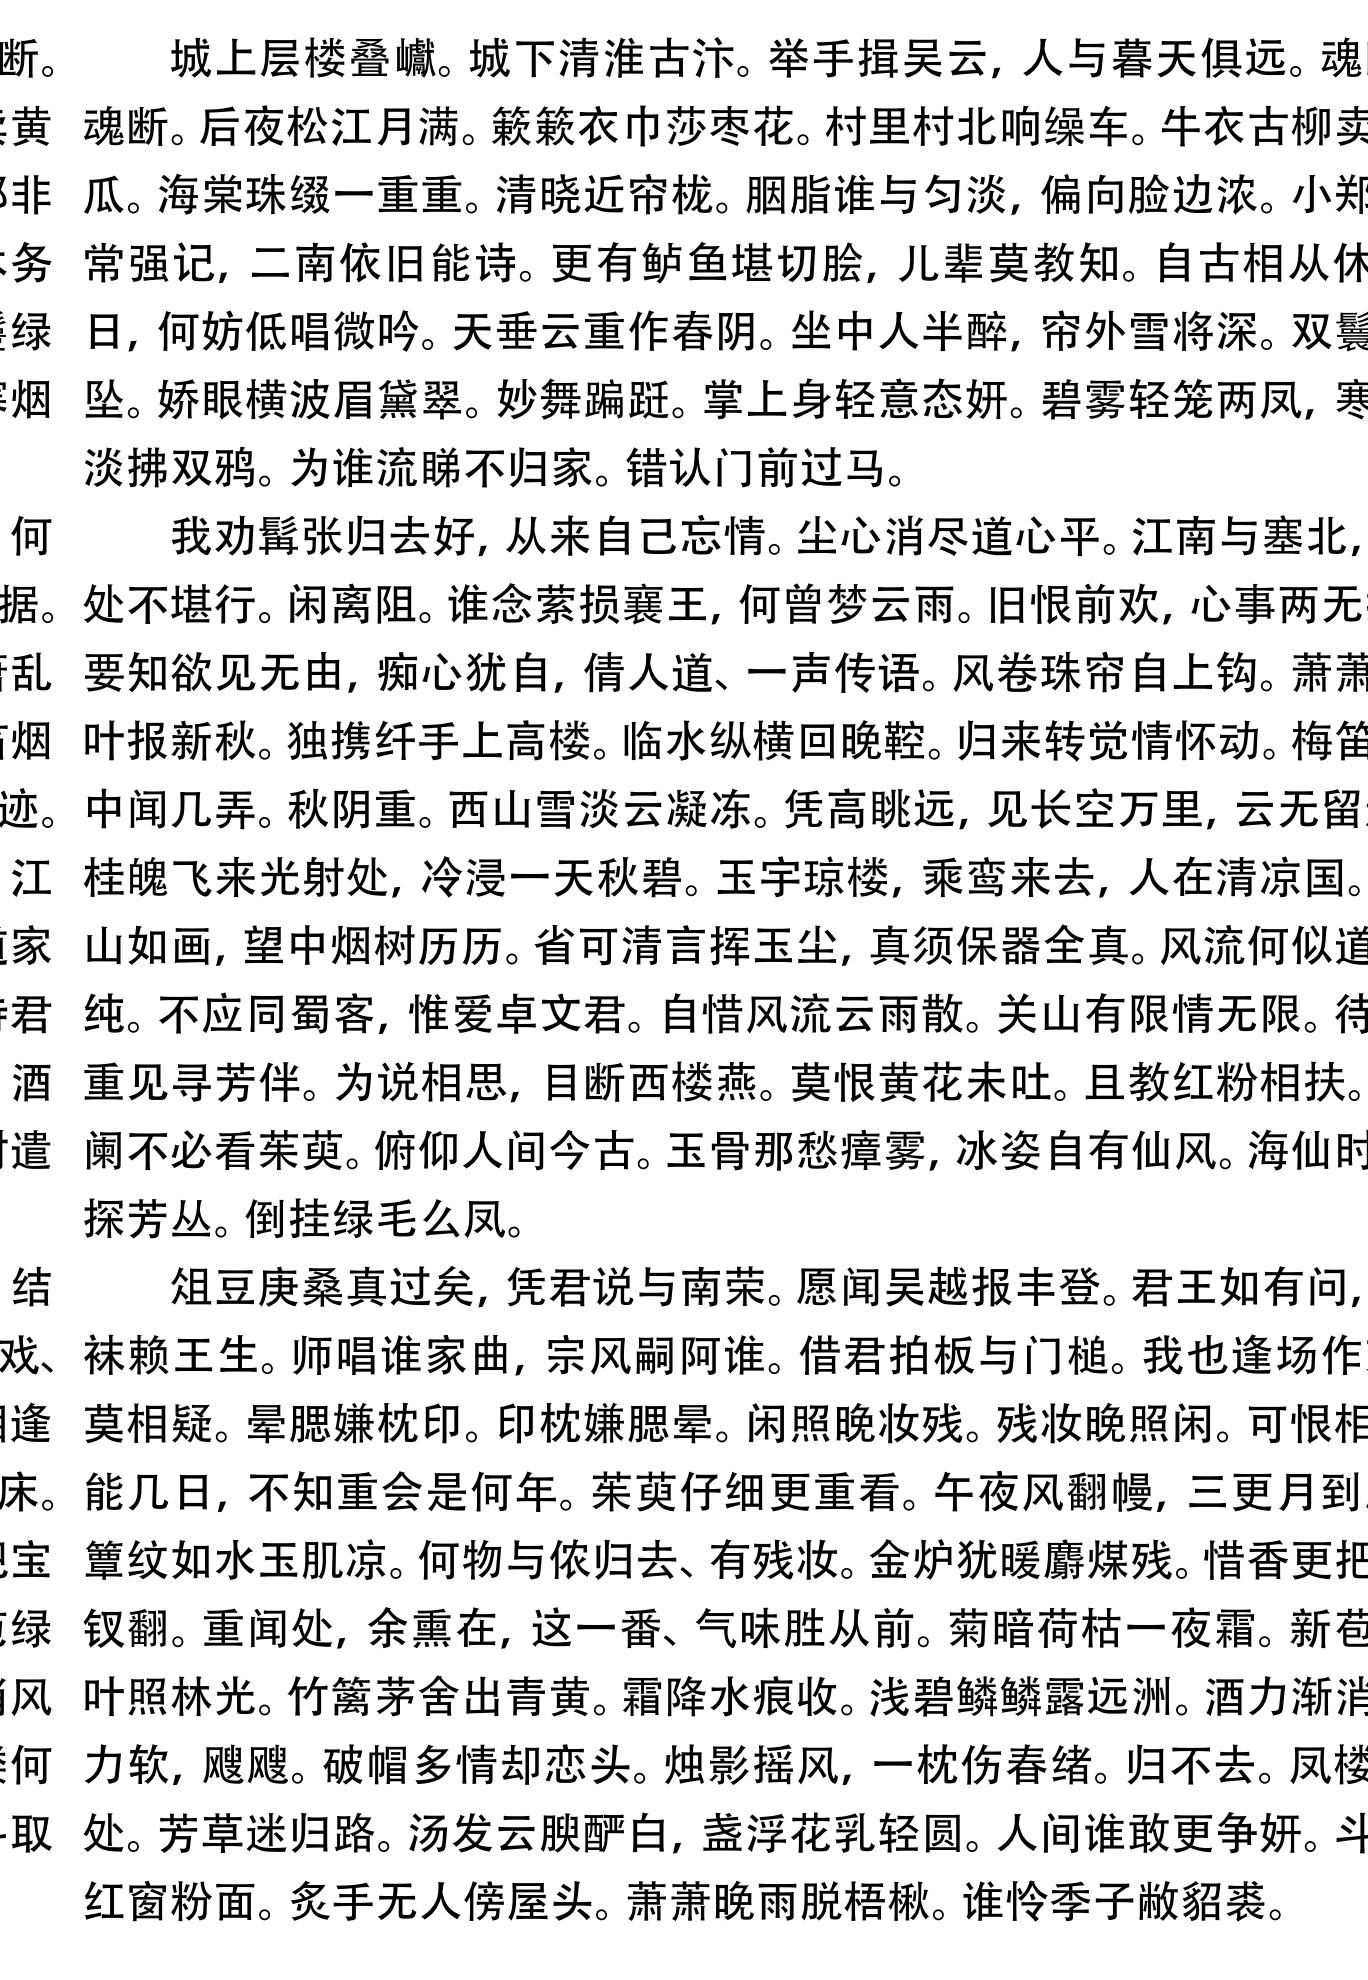 断。
黄
非
务
绿
烟
何
据。
乱
烟
迹。
江
家
君
酒
遣
结
戏、
逢
床。
宝
绿
风
何
取
城上层楼叠巘。城下清淮古汴。举手揖吴云,人与暮天俱远。魂
魂断。后夜松江月满。簌簌衣巾莎枣花。村里村北响缲车。牛衣古柳卖
瓜。海棠珠缀一重重。清晓近帘栊。胭脂谁与匀淡,偏向脸边浓。小郑
常强记,二南依旧能诗。更有鲈鱼堪切脍,儿辈莫教知。自古相从休
日,何妨低唱微吟。天垂云重作春阴。坐中人半醉,帘外雪将深。双鬟
坠。娇眼横波眉黛翠。妙舞蹁跹。掌上身轻意态妍。碧雾轻笼两凤,寒
淡拂双鸦。为谁流睇不归家。错认门前过马。
我劝髯张归去好,从来自己忘情。尘心消尽道心平。江南与塞北,
处不堪行。闲离阻。谁念萦损襄王,何曾梦云雨。旧恨前欢,心事两无
要知欲见无由,痴心犹自,倩人道、一声传语。风卷珠帘自上钩。萧萧
叶报新秋。独携纤手上高楼。临水纵横回晚鞚。归来转觉情怀动。梅笛
中闻几弄。秋阴重。西山雪淡云凝冻。凭高眺远,见长空万里,云无留
桂魄飞来光射处,冷浸一天秋碧。玉宇琼楼,乘鸾来去,人在清凉国。
山如画,望中烟树历历。省可清言挥玉尘,真须保器全真。风流何似道
纯。不应同蜀客,惟爱卓文君。自惜风流云雨散。关山有限情无限。待
重见寻芳伴。为说相思,目断西楼燕。莫恨黄花未吐。且教红粉相扶。
阑不必看茱萸。俯仰人间今古。玉骨那愁瘴雾,冰姿自有仙风。海仙时
探芳丛。倒挂绿毛么凤。
俎豆庚桑真过矣,凭君说与南荣。愿闻吴越报丰登。君王如有问,
袜赖王生。师唱谁家曲,宗风嗣阿谁。借君拍板与门槌。我也逢场作
莫相疑。晕腮嫌枕印。印枕嫌腮晕。闲照晚妆残。残妆晚照闲。可恨相
能几日,不知重会是何年。茱萸仔细更重看。午夜风翻幔,三更月到
簟纹如水玉肌凉。何物与侬归去、有残妆。金炉犹暖麝煤残。惜香更把
钗翻。重闻处,余熏在,这一番、气味胜从前。菊暗荷枯一夜霜。新苞
叶照林光。竹篱茅舍出青黄。霜降水痕收。浅碧鳞鳞露远洲。酒力渐消
力软,飕飕。破帽多情却恋头。烛影摇风,一枕伤春绪。归不去。凤楼
处。芳草迷归路。汤发云腴酽白,盏浮花乳轻圆。人间谁敢更争妍。斗
红窗粉面。炙手无人傍屋头。萧萧晚雨脱梧楸。谁怜季子敝貂裘。